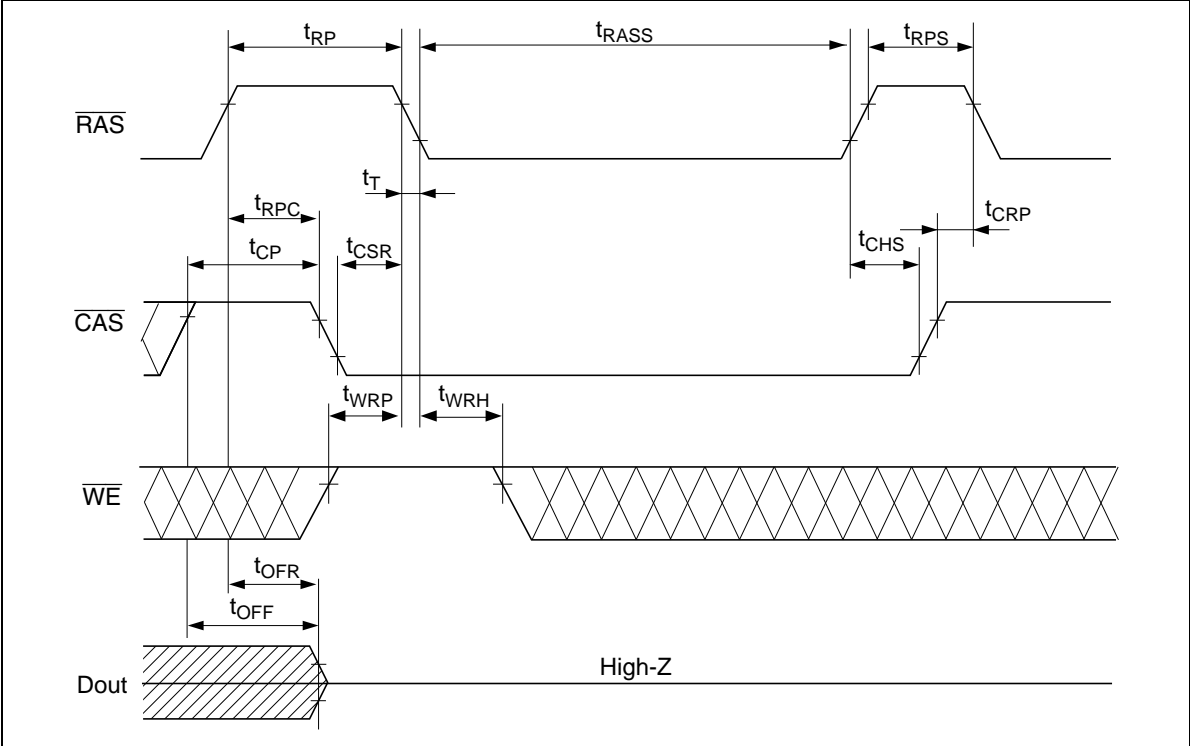 tRP
tRASS
tRPS
RAS
tT
tRPC
tCRP
tCP
tCSR
tCHS
CAS
tWRP
tWRH
WE
tOFR
tOFF
High-Z
Dout